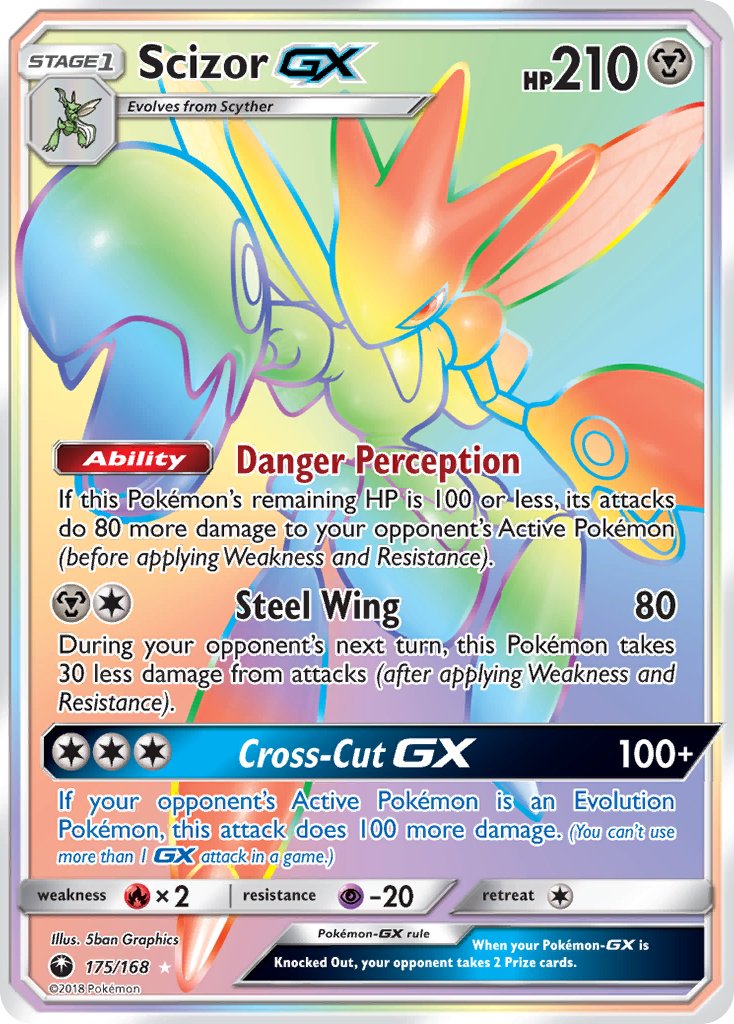 STAGE1 Scizor GX HP210
Evolves from Scyther
Ability Danger Perception
If this Pokémon's remaining HP is 100 or less, its attacks
do 80 more damage to your opponent's Active Pokémon
(before applying Weakness and Resistance).
Steel Wing 80
During your opponent's next turn, this Pokémon takes
30 less damage from attacks (after applying Weakness and
Resistance).
Cross-Cut GX 100+
If your opponent's Active Pokémon is an Evolution
Pokémon, this attack does 100 more damage. (You can't use
more than 1 GX attack in a game.)
weakness ×2 resistance -20 retreat
Illus. 5ban Graphics
175/168
©2018 Pokémon
Pokémon-GX rule
When your Pokémon-GX is
Knocked Out, your opponent takes 2 Prize cards.